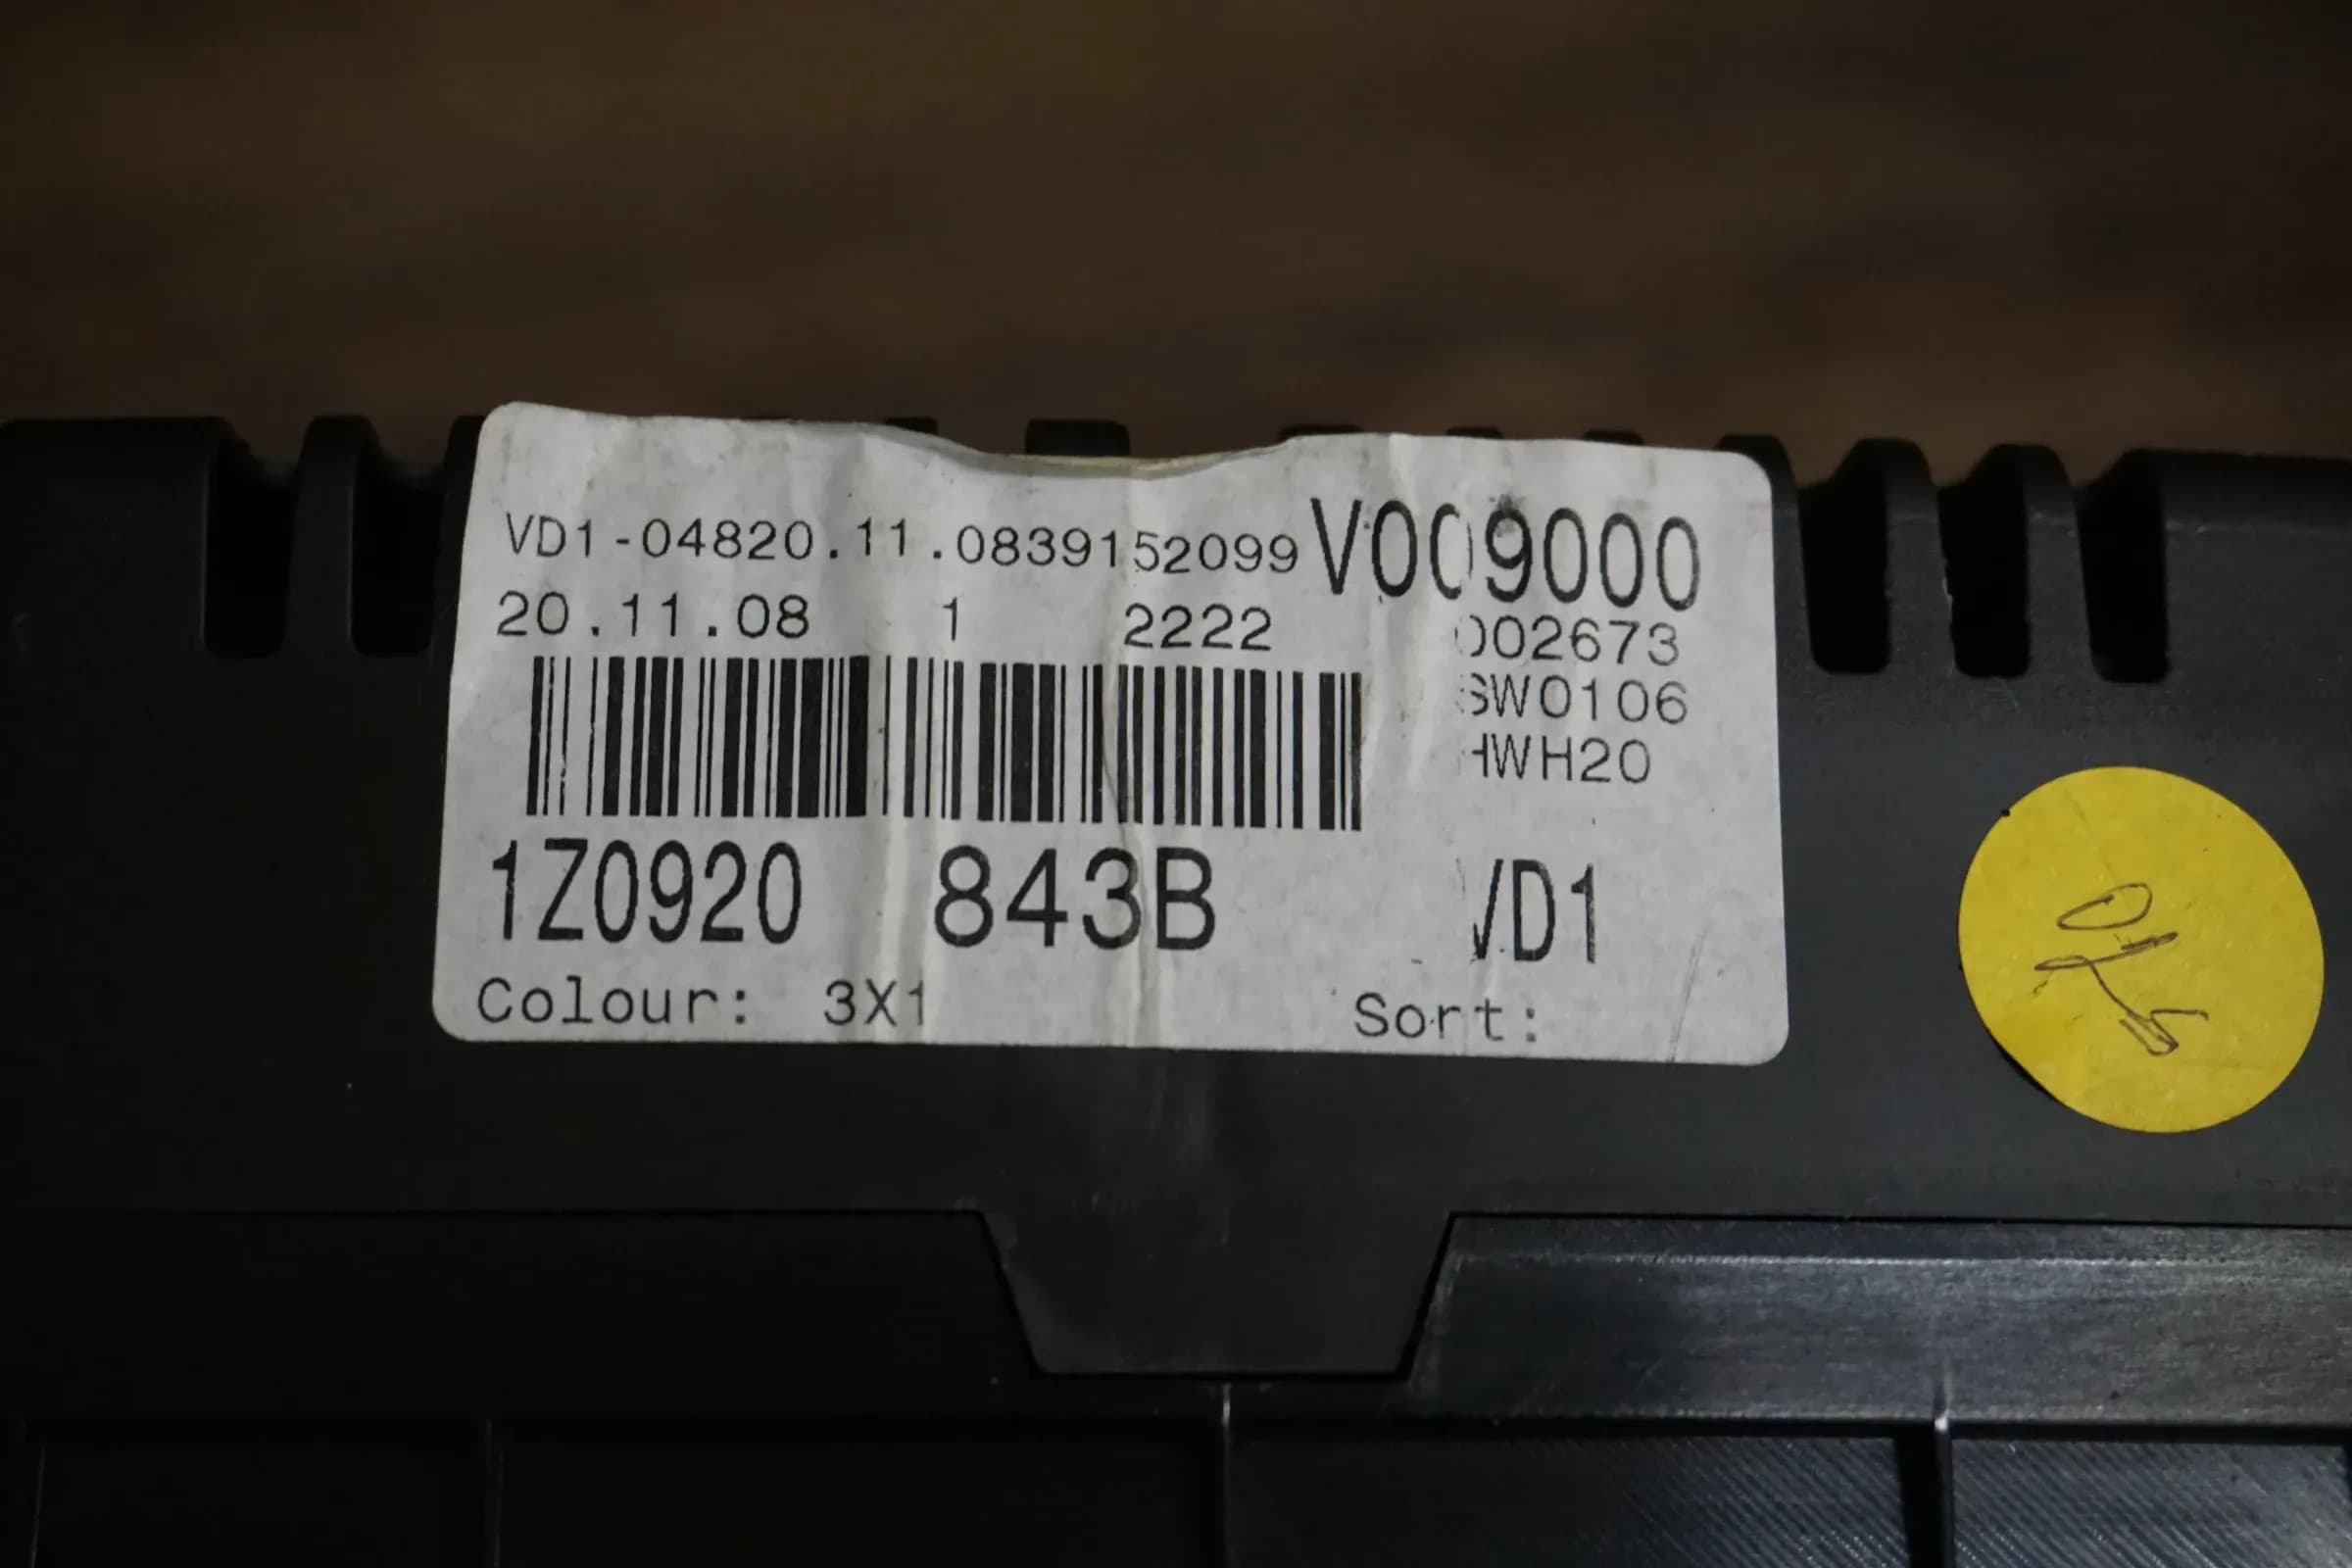 VD1-04820.11.0839152099 V009000
20.11.08 1 2222 002673
SW0106
HWH20
1Z0920 843B VD1
Colour: 3X1 Sort: